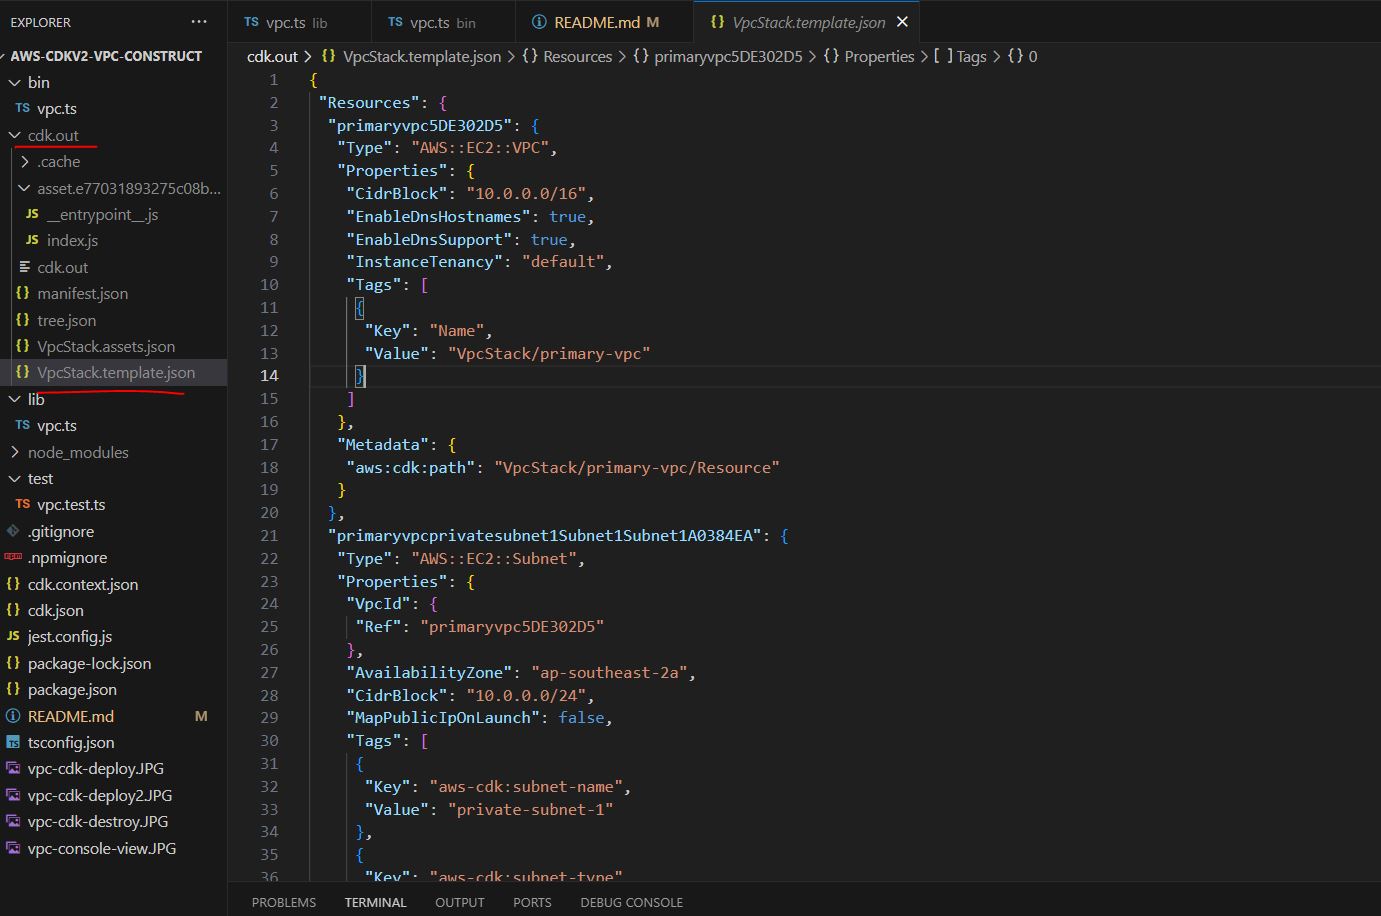 EXPLORER ···
AWS-CDKV2-VPC-CONSTRUCT
bin
TS vpc.ts
cdk.out
.cache
asset.e77031893275c08b...
JS __entrypoint__.js
JS index.js
cdk.out
{} manifest.json
{} tree.json
{} VpcStack.assets.json
{} VpcStack.template.json
lib
TS vpc.ts
node_modules
test
TS vpc.test.ts
.gitignore
npm .npmignore
{} cdk.context.json
{} cdk.json
JS jest.config.js
{} package-lock.json
{} package.json
README.md M
TS tsconfig.json
vpc-cdk-deploy.JPG
vpc-cdk-deploy2.JPG
vpc-cdk-destroy.JPG
vpc-console-view.JPG
TS vpc.ts lib TS vpc.ts bin README.md M {} VpcStack.template.json
cdk.out > {} VpcStack.template.json > {} Resources > {} primaryvpc5DE302D5 > {} Properties > [ ] Tags > {} 0
1 {
2 "Resources": {
3 "primaryvpc5DE302D5": {
4 "Type": "AWS::EC2::VPC",
5 "Properties": {
6 "CidrBlock": "10.0.0.0/16",
7 "EnableDnsHostnames": true,
8 "EnableDnsSupport": true,
9 "InstanceTenancy": "default",
10 "Tags": [
11 {
12 "Key": "Name",
13 "Value": "VpcStack/primary-vpc"
14 }
15 ]
16 },
17 "Metadata": {
18 "aws:cdk:path": "VpcStack/primary-vpc/Resource"
19 }
20 },
21 "primaryvpcprivatesubnet1Subnet1Subnet1A0384EA": {
22 "Type": "AWS::EC2::Subnet",
23 "Properties": {
24 "VpcId": {
25 "Ref": "primaryvpc5DE302D5"
26 },
27 "AvailabilityZone": "ap-southeast-2a",
28 "CidrBlock": "10.0.0.0/24",
29 "MapPublicIpOnLaunch": false,
30 "Tags": [
31 {
32 "Key": "aws-cdk:subnet-name",
33 "Value": "private-subnet-1"
34 },
35 {
36 "Key": "aws-cdk:subnet-type"
PROBLEMS TERMINAL OUTPUT PORTS DEBUG CONSOLE